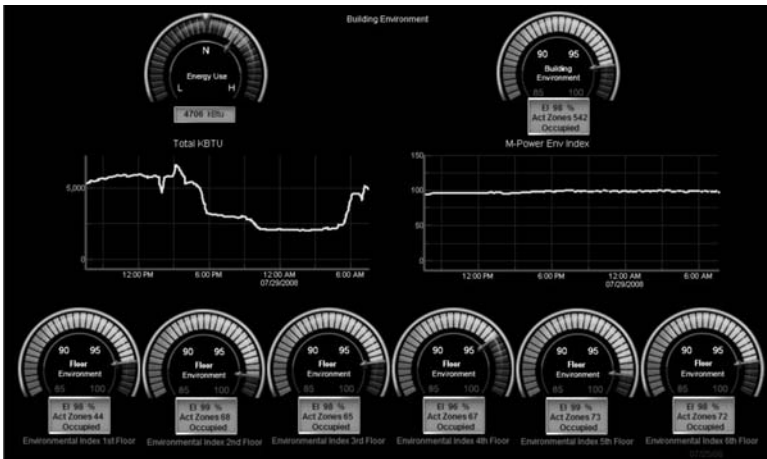 Building Environment
N
Energy Use
L H
4706 kBtu
90 95
Building
Environment
85 100
EI 98 %
Act Zones 542
Occupied
Total KBTU
5,000
0
12:00 PM 6:00 PM 12:00 AM 6:00 AM
07/29/2008
M-Power Env Index
150
100
50
0
12:00 PM 6:00 PM 12:00 AM 6:00 AM
07/29/2008
90 95
Floor
Environment
85 100
EI 98 %
Act Zones 44
Occupied
Environmental Index 1st Floor
90 95
Floor
Environment
85 100
EI 99 %
Act Zones 68
Occupied
Environmental Index 2nd Floor
90 95
Floor
Environment
85 100
EI 98 %
Act Zones 65
Occupied
Environmental Index 3rd Floor
90 95
Floor
Environment
85 100
EI 96 %
Act Zones 67
Occupied
Environmental Index 4th Floor
90 95
Floor
Environment
85 100
EI 99 %
Act Zones 73
Occupied
Environmental Index 5th Floor
90 95
Floor
Environment
85 100
EI 98 %
Act Zones 72
Occupied
Environmental Index 6th Floor